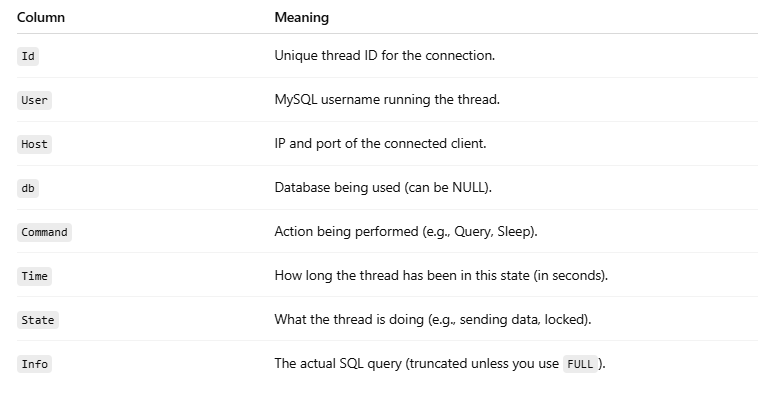 Column Meaning
Id Unique thread ID for the connection.
User MySQL username running the thread.
Host IP and port of the connected client.
db Database being used (can be NULL).
Command Action being performed (e.g., Query, Sleep).
Time How long the thread has been in this state (in seconds).
State What the thread is doing (e.g., sending data, locked).
Info The actual SQL query (truncated unless you use FULL).